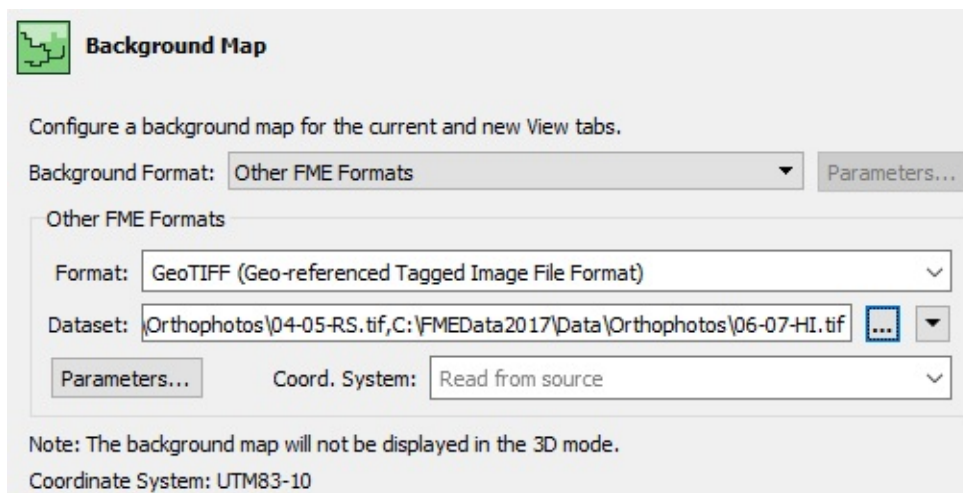 Background Map
Configure a background map for the current and new View tabs.
Background Format: Other FME Formats Parameters...
Other FME Formats
Format: GeoTIFF (Geo-referenced Tagged Image File Format)
Dataset: \Orthophotos\04-05-RS.tif,C:\FMEData2017\Data\Orthophotos\06-07-HI.tif ...
Parameters... Coord. System: Read from source
Note: The background map will not be displayed in the 3D mode.
Coordinate System: UTM83-10